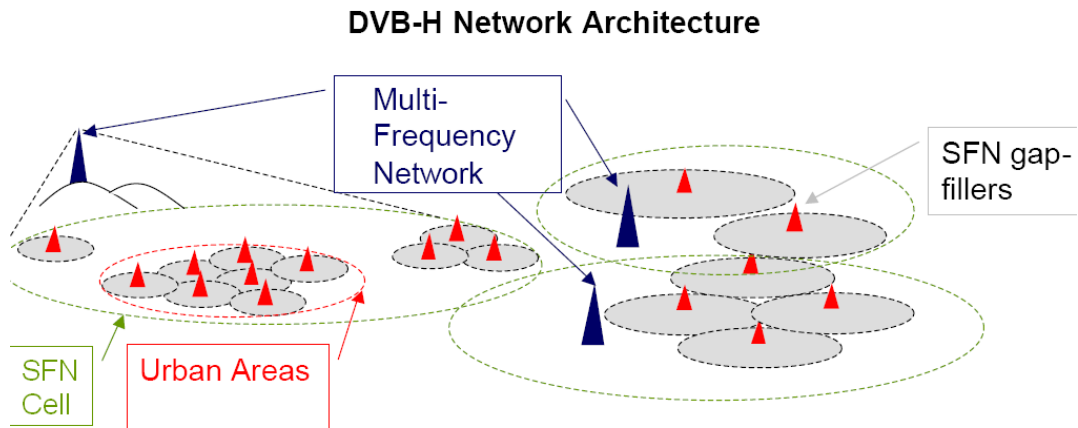 DVB-H Network Architecture
Multi-
Frequency
Network
SFN gap-
fillers
SFN
Cell
Urban Areas